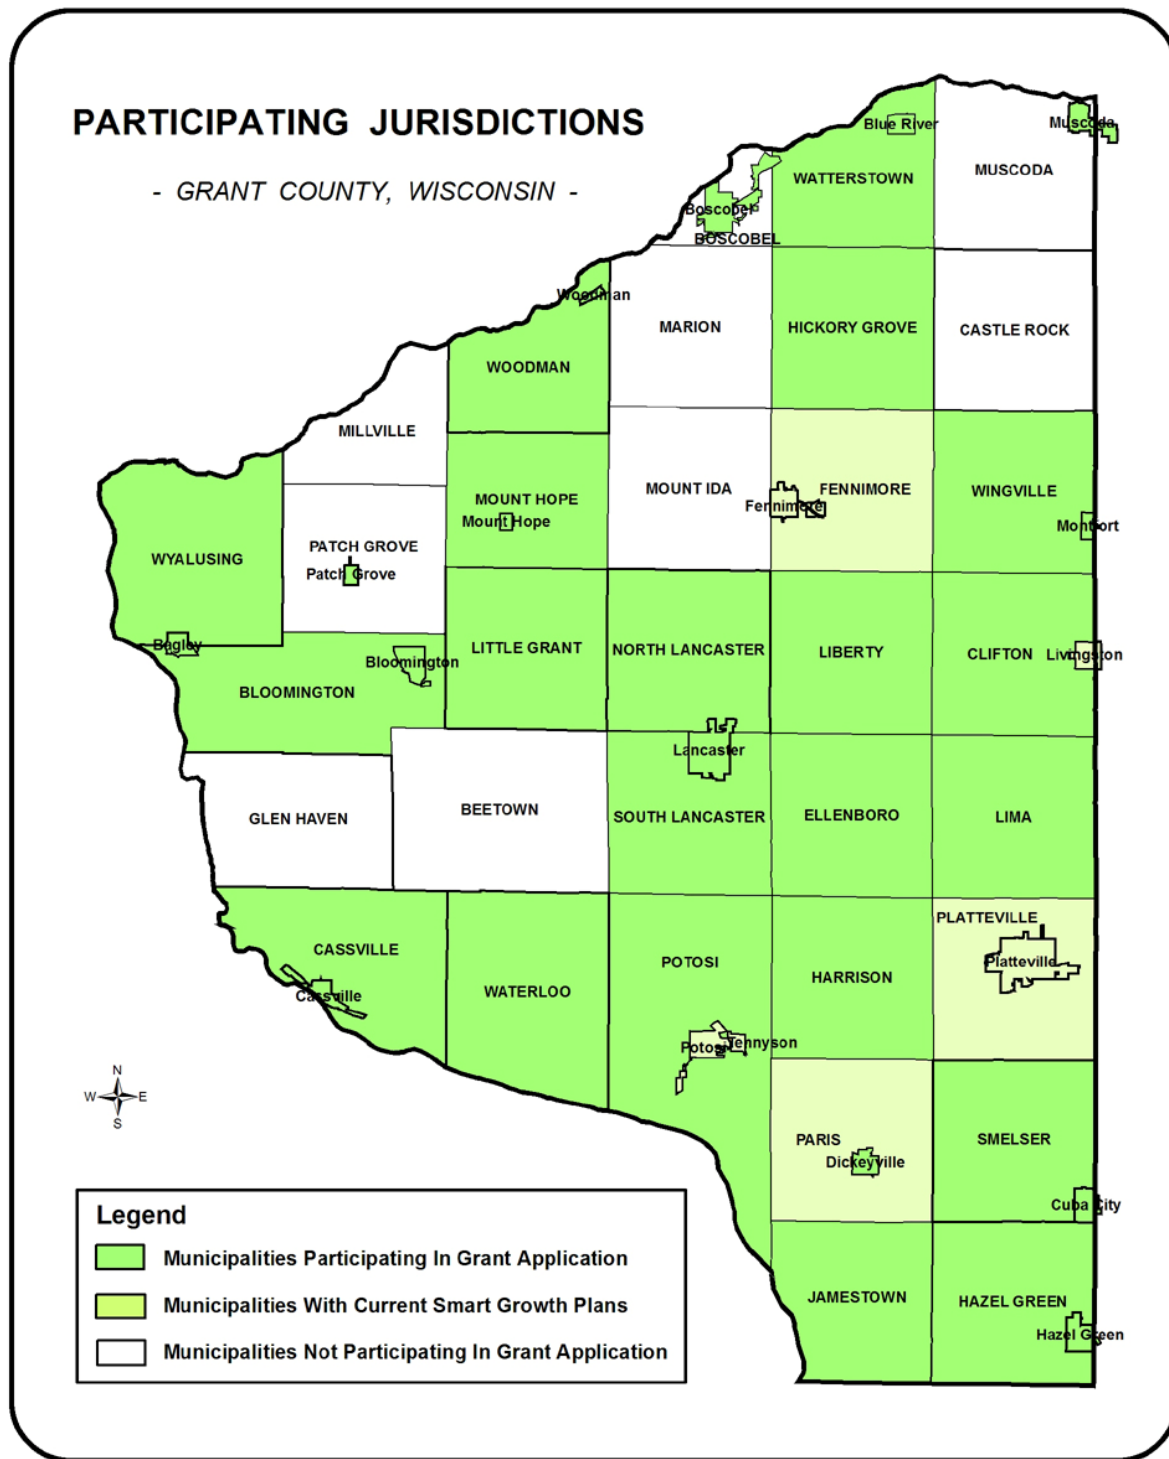 PARTICIPATING JURISDICTIONS
- GRANT COUNTY, WISCONSIN -
Blue River
Muscoda
WATTERSTOWN
MUSCODA
Boscobel
BOSCOBEL
Woodman
MARION
HICKORY GROVE
CASTLE ROCK
WOODMAN
MILLVILLE
MOUNT HOPE
Mount Hope
MOUNT IDA
Fennimore
FENNIMORE
WINGVILLE
Montfort
WYALUSING
PATCH GROVE
Patch Grove
Bagley
Bloomington
BLOOMINGTON
LITTLE GRANT
NORTH LANCASTER
LIBERTY
CLIFTON
Livingston
Lancaster
GLEN HAVEN
BEETOWN
SOUTH LANCASTER
ELLENBORO
LIMA
CASSVILLE
Cassville
WATERLOO
POTOSI
HARRISON
PLATTEVILLE
Platteville
Potosi
Tennyson
PARIS
Dickeyville
SMELSER
Cuba City
JAMESTOWN
HAZEL GREEN
Hazel Green
N
W E
S
Legend
Municipalities Participating In Grant Application
Municipalities With Current Smart Growth Plans
Municipalities Not Participating In Grant Application